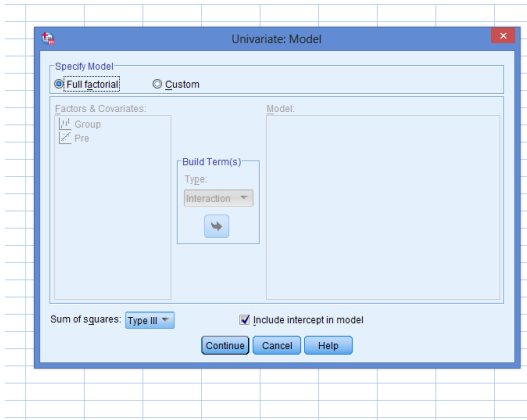 Univariate: Model
Specify Model
Full factorial
Custom
Factors & Covariates:
Group
Pre
Build Term(s)
Type:
Interaction
Model:
Sum of squares: Type III
Include intercept in model
Continue Cancel Help